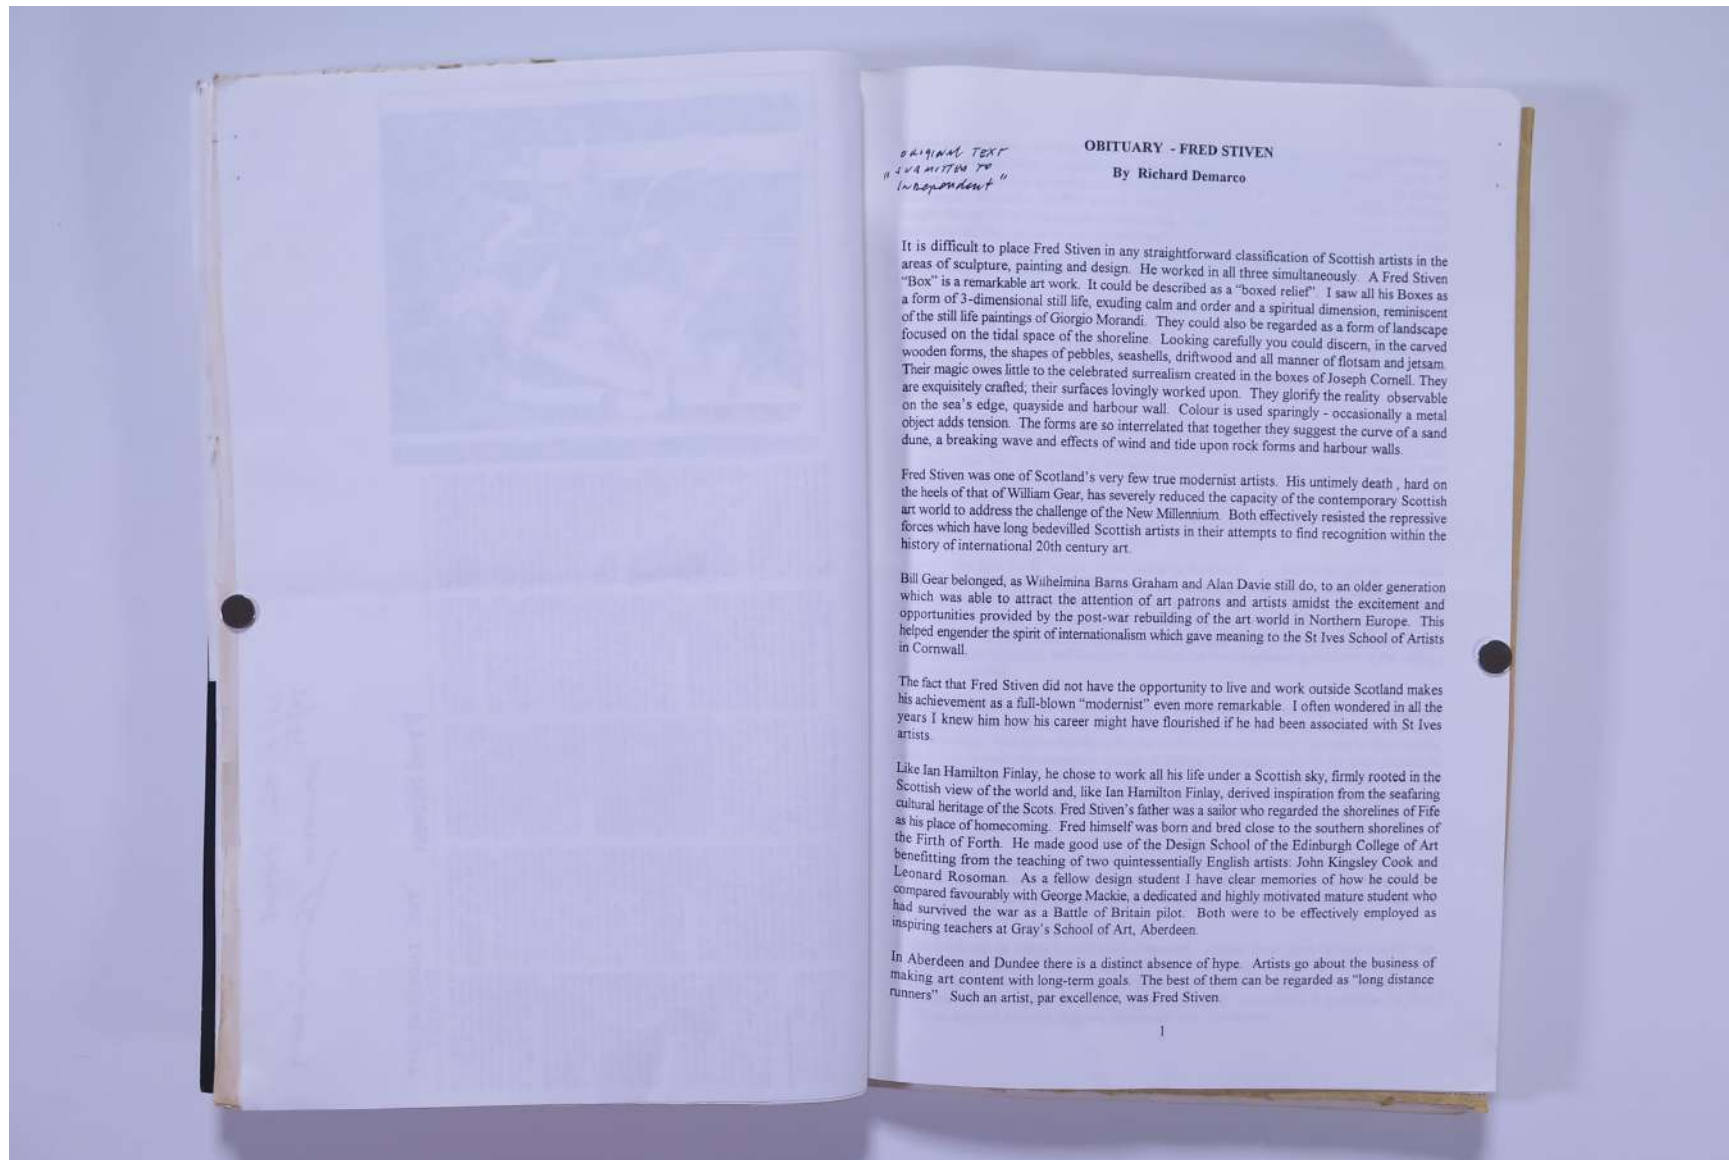 ORIGINAL TEXT
"SUBMITTED TO
Independent"
OBITUARY - FRED STIVEN
By Richard Demarco
It is difficult to place Fred Stiven in any straightforward classification of Scottish artists in the
areas of sculpture, painting and design. He worked in all three simultaneously. A Fred Stiven
“Box” is a remarkable art work. It could be described as a “boxed relief”. I saw all his Boxes as
a form of 3-dimensional still life, exuding calm and order and a spiritual dimension, reminiscent
of the still life paintings of Giorgio Morandi. They could also be regarded as a form of landscape
focused on the tidal space of the shoreline. Looking carefully you could discern, in the carved
wooden forms, the shapes of pebbles, seashells, driftwood and all manner of flotsam and jetsam.
Their magic owes little to the celebrated surrealism created in the boxes of Joseph Cornell. They
are exquisitely crafted; their surfaces lovingly worked upon. They glorify the reality observable
on the sea’s edge, quayside and harbour wall. Colour is used sparingly - occasionally a metal
object adds tension. The forms are so interrelated that together they suggest the curve of a sand
dune, a breaking wave and effects of wind and tide upon rock forms and harbour walls.
Fred Stiven was one of Scotland’s very few true modernist artists. His untimely death , hard on
the heels of that of William Gear, has severely reduced the capacity of the contemporary Scottish
art world to address the challenge of the New Millennium. Both effectively resisted the repressive
forces which have long bedevilled Scottish artists in their attempts to find recognition within the
history of international 20th century art.
Bill Gear belonged, as Wilhelmina Barns Graham and Alan Davie still do, to an older generation
which was able to attract the attention of art patrons and artists amidst the excitement and
opportunities provided by the post-war rebuilding of the art world in Northern Europe. This
helped engender the spirit of internationalism which gave meaning to the St Ives School of Artists
in Cornwall.
The fact that Fred Stiven did not have the opportunity to live and work outside Scotland makes
his achievement as a full-blown “modernist” even more remarkable. I often wondered in all the
years I knew him how his career might have flourished if he had been associated with St Ives
artists.
Like Ian Hamilton Finlay, he chose to work all his life under a Scottish sky, firmly rooted in the
Scottish view of the world and, like Ian Hamilton Finlay, derived inspiration from the seafaring
cultural heritage of the Scots. Fred Stiven’s father was a sailor who regarded the shorelines of Fife
as his place of homecoming. Fred himself was born and bred close to the southern shorelines of
the Firth of Forth. He made good use of the Design School of the Edinburgh College of Art
benefitting from the teaching of two quintessentially English artists: John Kingsley Cook and
Leonard Rosoman. As a fellow design student I have clear memories of how he could be
compared favourably with George Mackie, a dedicated and highly motivated mature student who
had survived the war as a Battle of Britain pilot. Both were to be effectively employed as
inspiring teachers at Gray’s School of Art, Aberdeen.
In Aberdeen and Dundee there is a distinct absence of hype. Artists go about the business of
making art content with long-term goals. The best of them can be regarded as “long distance
runners” Such an artist, par excellence, was Fred Stiven.
1